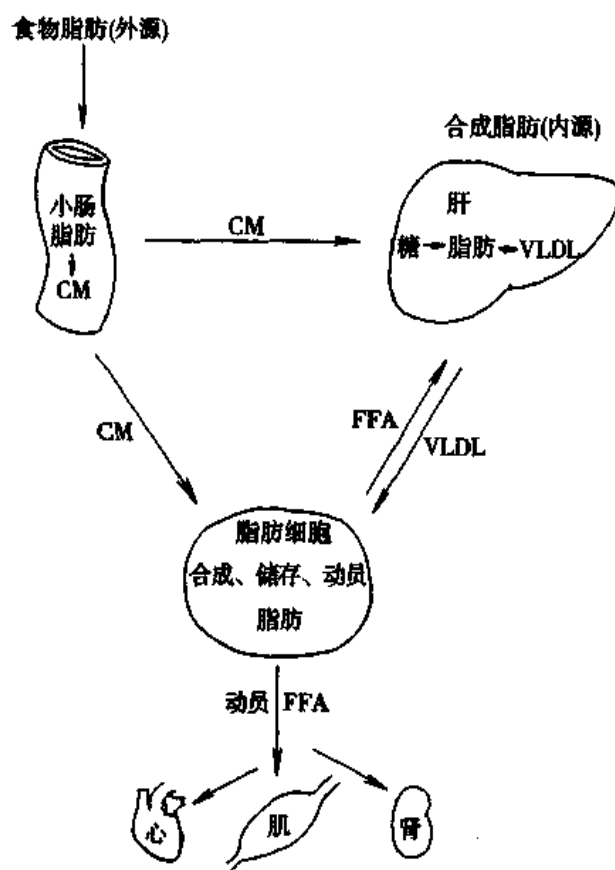 食物脂肪(外源)
合成脂肪(内源)
小肠
脂肪
CM
CM
肝
糖→脂肪←VLDL
CM
FFA
VLDL
脂肪细胞
合成、储存、动员
脂肪
动员 FFA
心
肌
肾